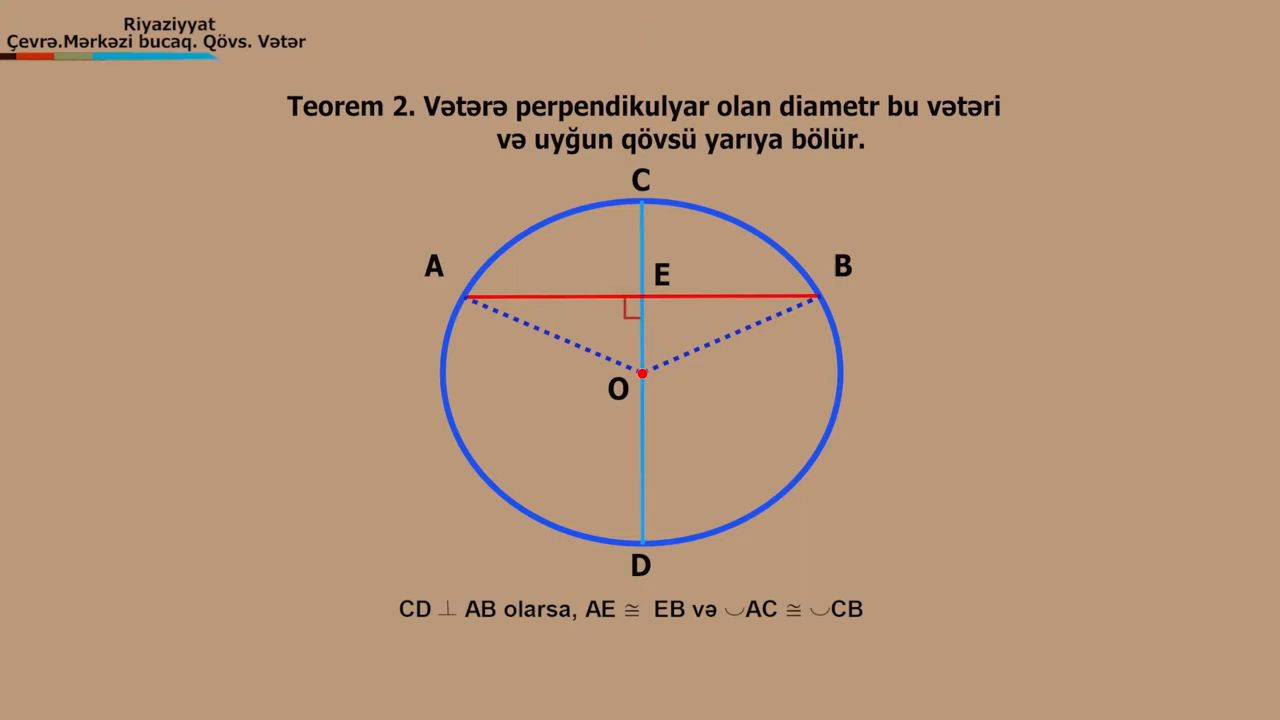 Riyaziyyat
Çevrə.Mərkəzi bucaq. Qövs. Vətər
Teorem 2. Vətərə perpendikulyar olan diametr bu vətəri
və uyğun qövsü yarıya bölür.
C
A
E
B
O
D
CD ⊥ AB olarsa, AE ≅ EB və ◡AC ≅ ◡CB